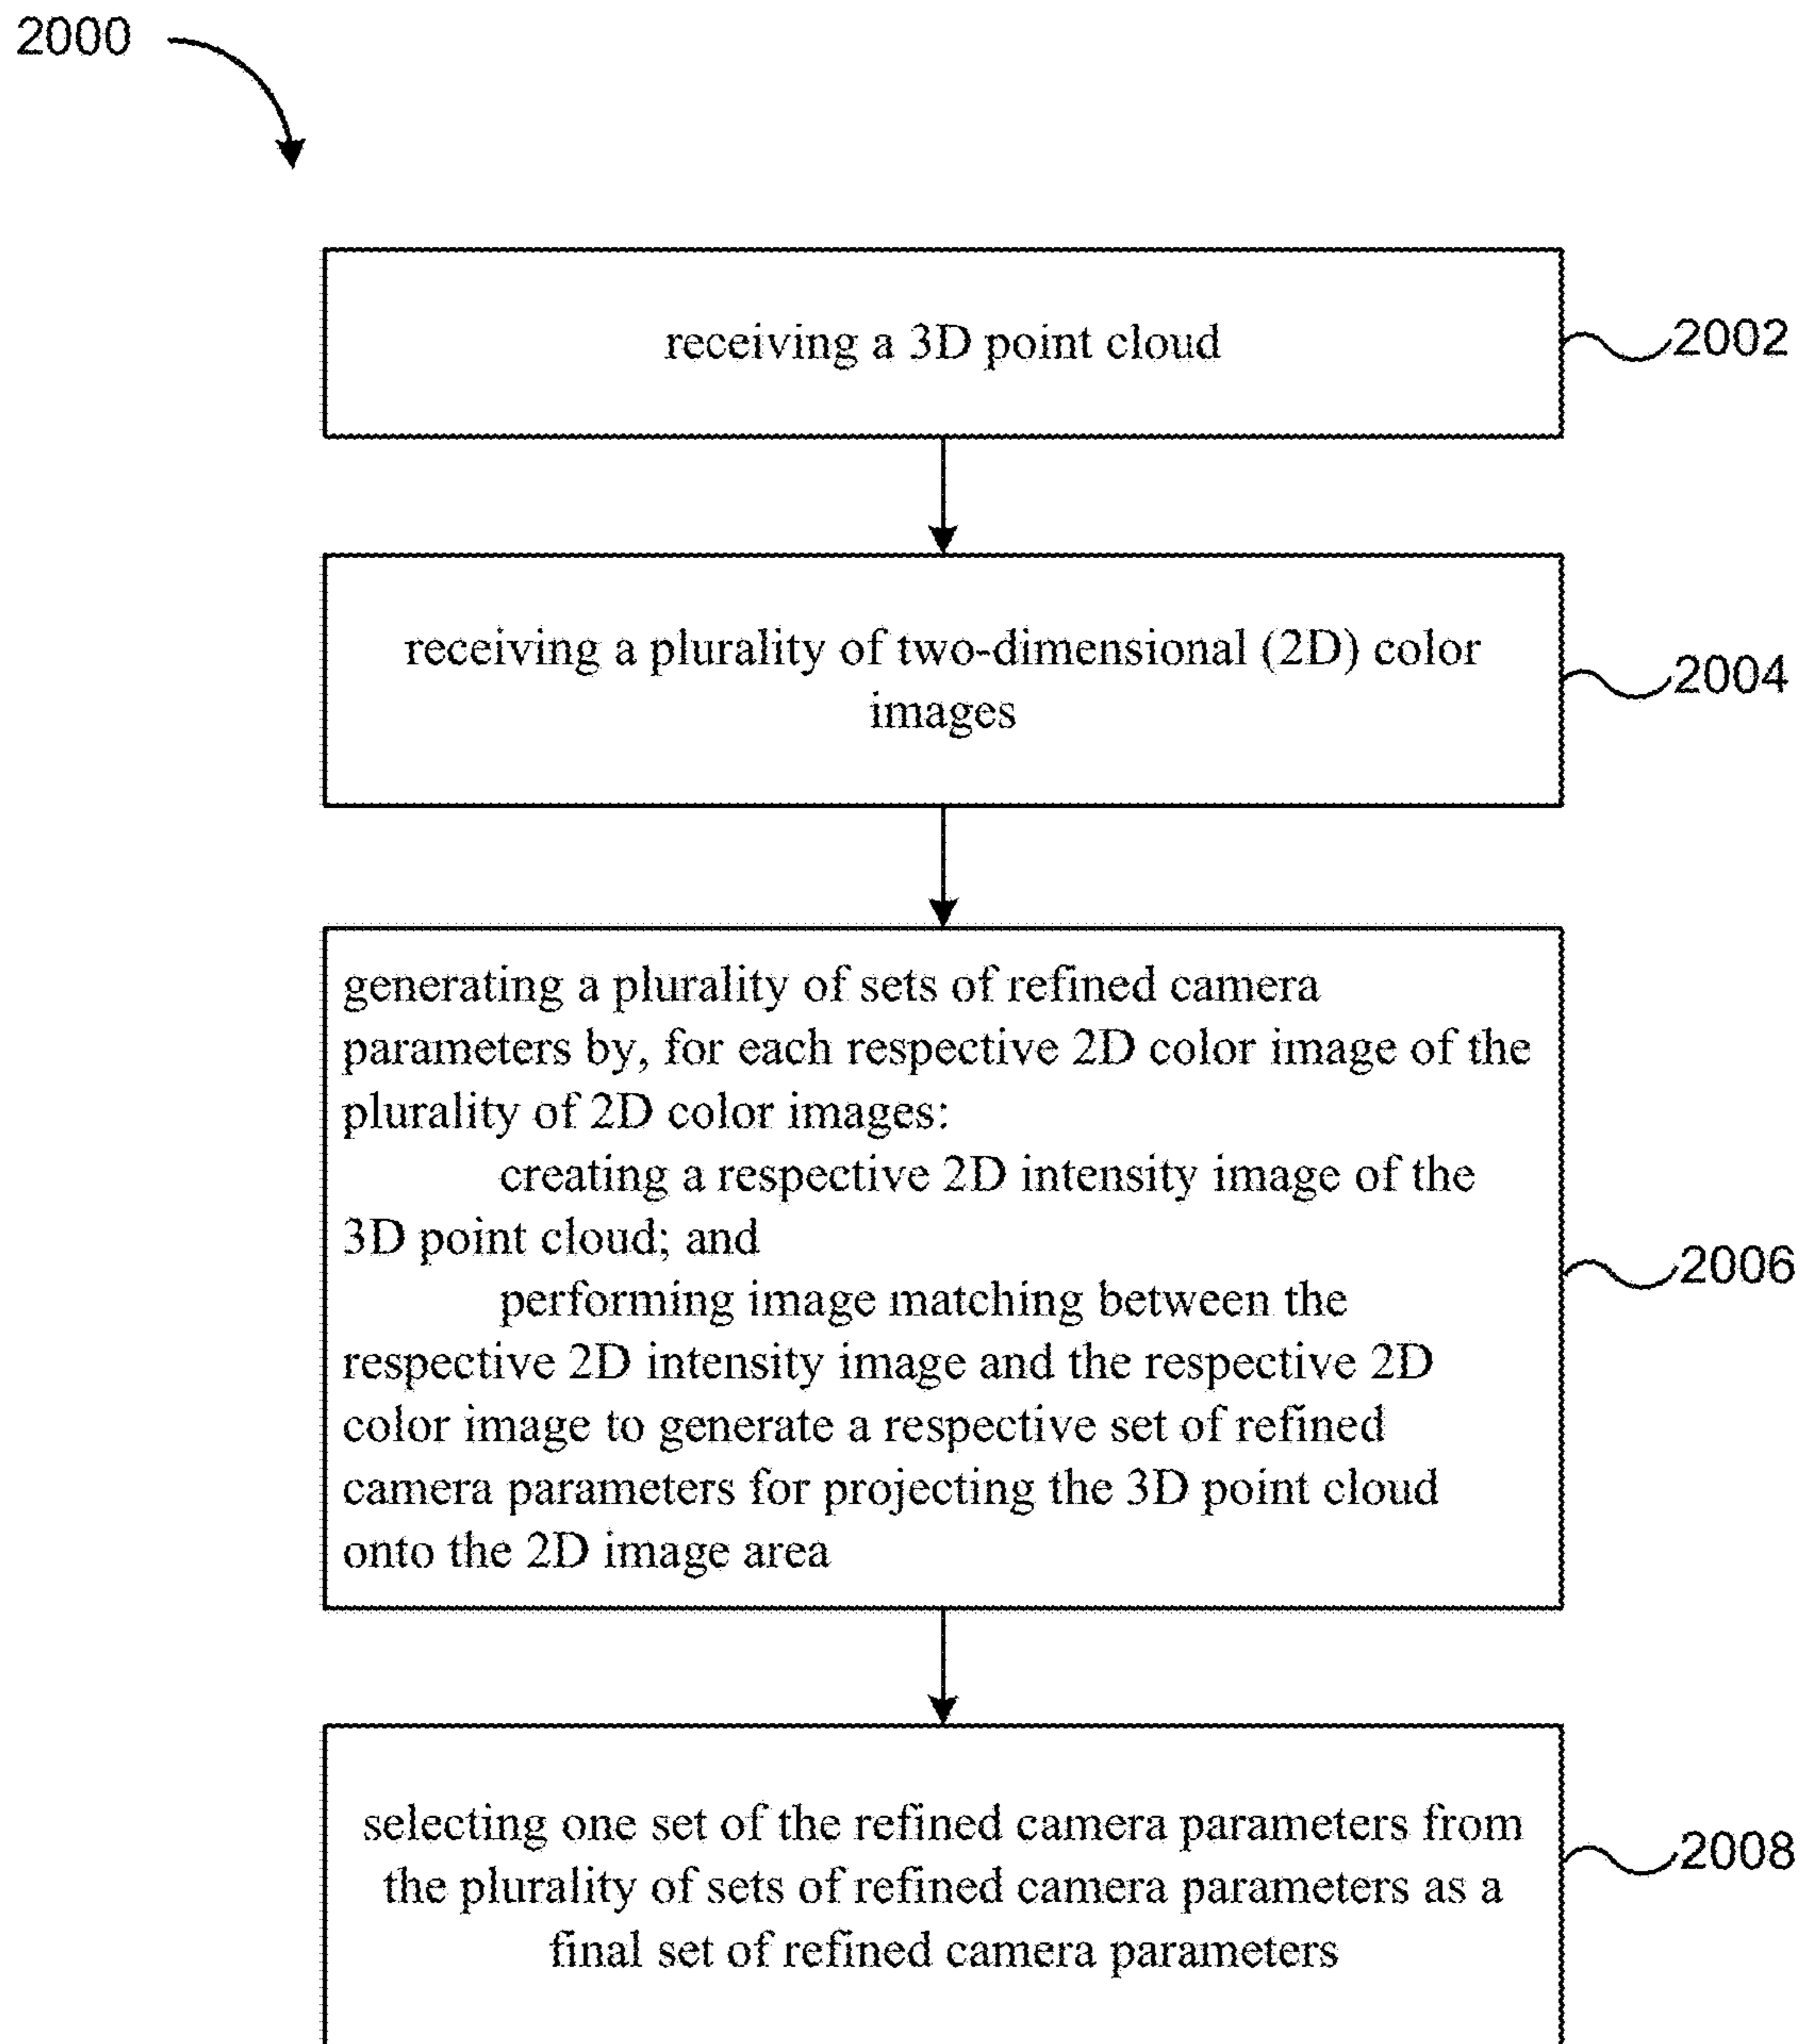 2000
receiving a 3D point cloud
2002
receiving a plurality of two-dimensional (2D) color
images
2004
generating a plurality of sets of refined camera
parameters by, for each respective 2D color image of the
plurality of 2D color images:
creating a respective 2D intensity image of the
3D point cloud; and
performing image matching between the
respective 2D intensity image and the respective 2D
color image to generate a respective set of refined
camera parameters for projecting the 3D point cloud
onto the 2D image area
2006
selecting one set of the refined camera parameters from
the plurality of sets of refined camera parameters as a
final set of refined camera parameters
2008